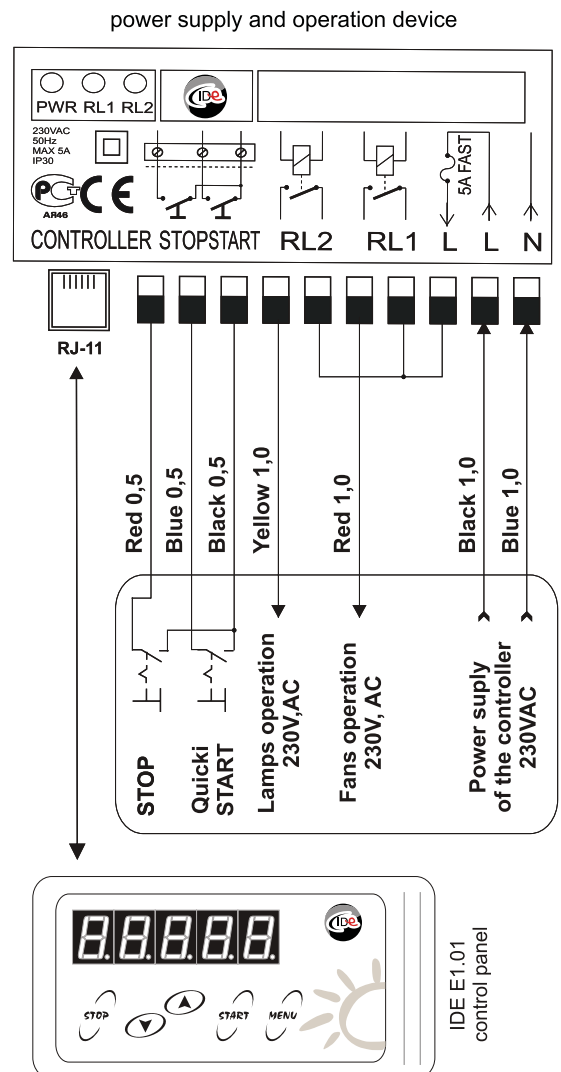 power supply and operation device
PWR RL1 RL2
IDe
230VAC
50Hz
MAX 5A
IP30
PCT CE
АЯ46
5A FAST
CONTROLLER STOPSTART RL2 RL1 L L N
RJ-11
Red 0,5
Blue 0,5
Black 0,5
Yellow 1,0
Red 1,0
Black 1,0
Blue 1,0
STOP
Quicki
START
Lamps operation
230V,AC
Fans operation
230V, AC
Power suply
of the controller
230VAC
88888
IDe
STOP START MENU
IDE E1.01
control panel